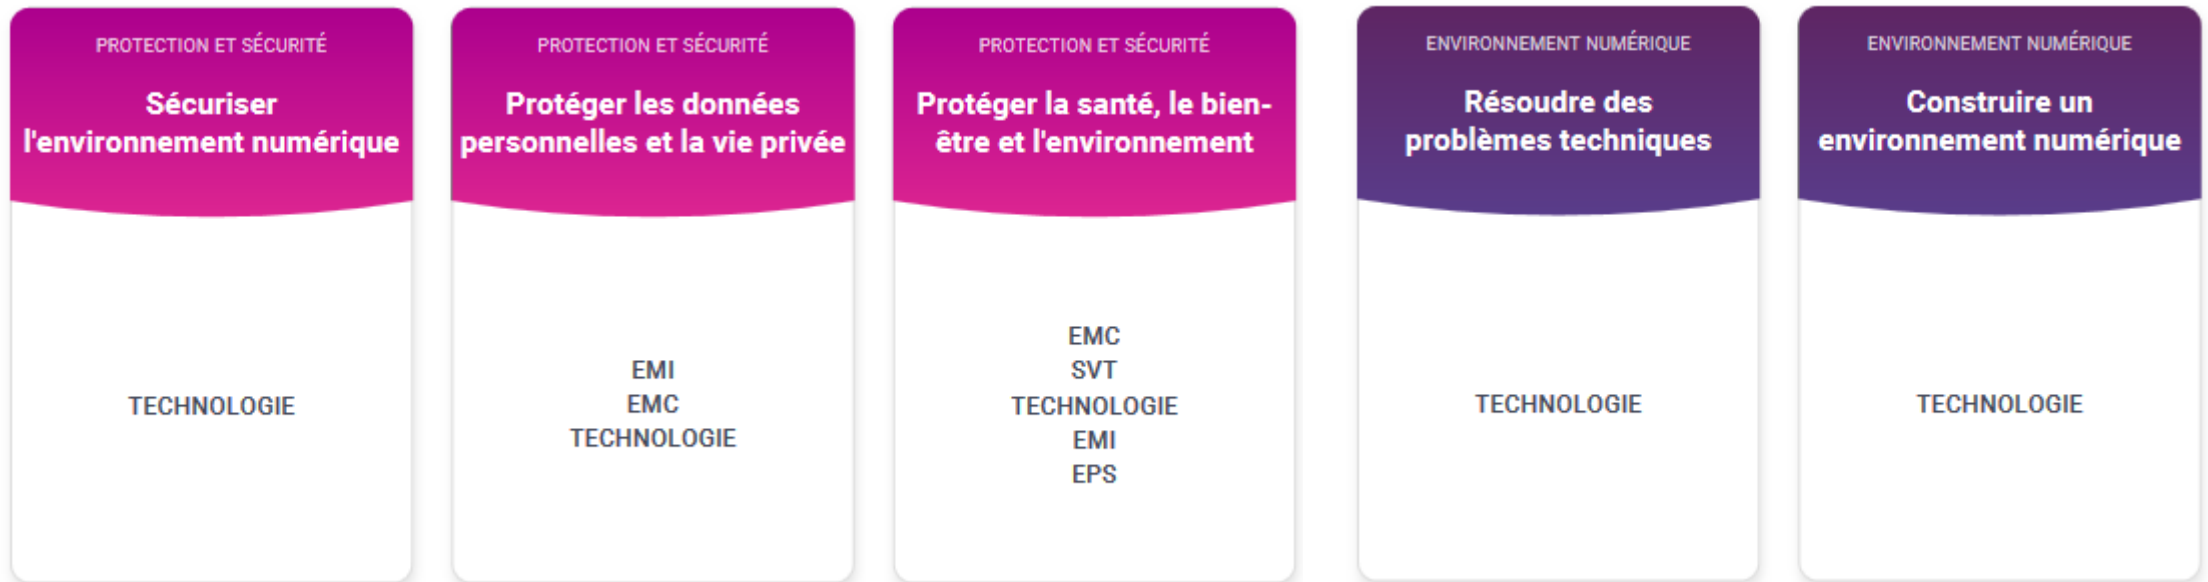 PROTECTION ET SÉCURITÉ
Sécuriser
l'environnement numérique
TECHNOLOGIE
PROTECTION ET SÉCURITÉ
Protéger les données
personnelles et la vie privée
EMI
EMC
TECHNOLOGIE
PROTECTION ET SÉCURITÉ
Protéger la santé, le bien-
être et l'environnement
EMC
SVT
TECHNOLOGIE
EMI
EPS
ENVIRONNEMENT NUMÉRIQUE
Résoudre des
problèmes techniques
TECHNOLOGIE
ENVIRONNEMENT NUMÉRIQUE
Construire un
environnement numérique
TECHNOLOGIE